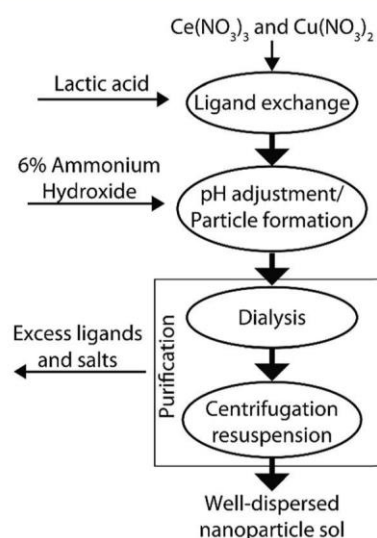 Ce(NO₃)₃ and Cu(NO₃)₂
Lactic acid
Ligand exchange
6% Ammonium
Hydroxide
pH adjustment/
Particle formation
Purification
Dialysis
Excess ligands
and salts
Centrifugation
resuspension
Well-dispersed
nanoparticle sol